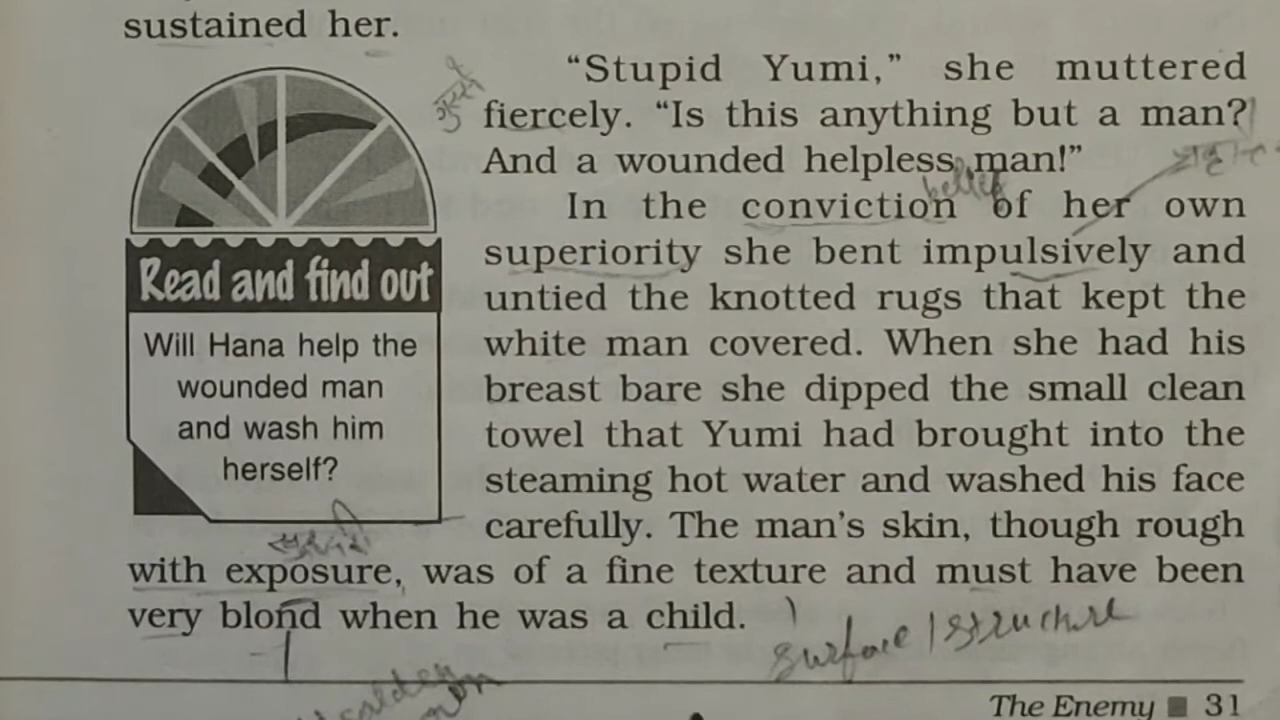 sustained her.
"Stupid Yumi," she muttered
fiercely. "Is this anything but a man?
And a wounded helpless man!"
belief
In the conviction of her own
superiority she bent impulsively and
untied the knotted rugs that kept the
white man covered. When she had his
breast bare she dipped the small clean
towel that Yumi had brought into the
steaming hot water and washed his face
carefully. The man's skin, though rough
with exposure, was of a fine texture and must have been
very blond when he was a child.
Read and find out
Will Hana help the
wounded man
and wash him
herself?
surface / structure
The Enemy ■ 31